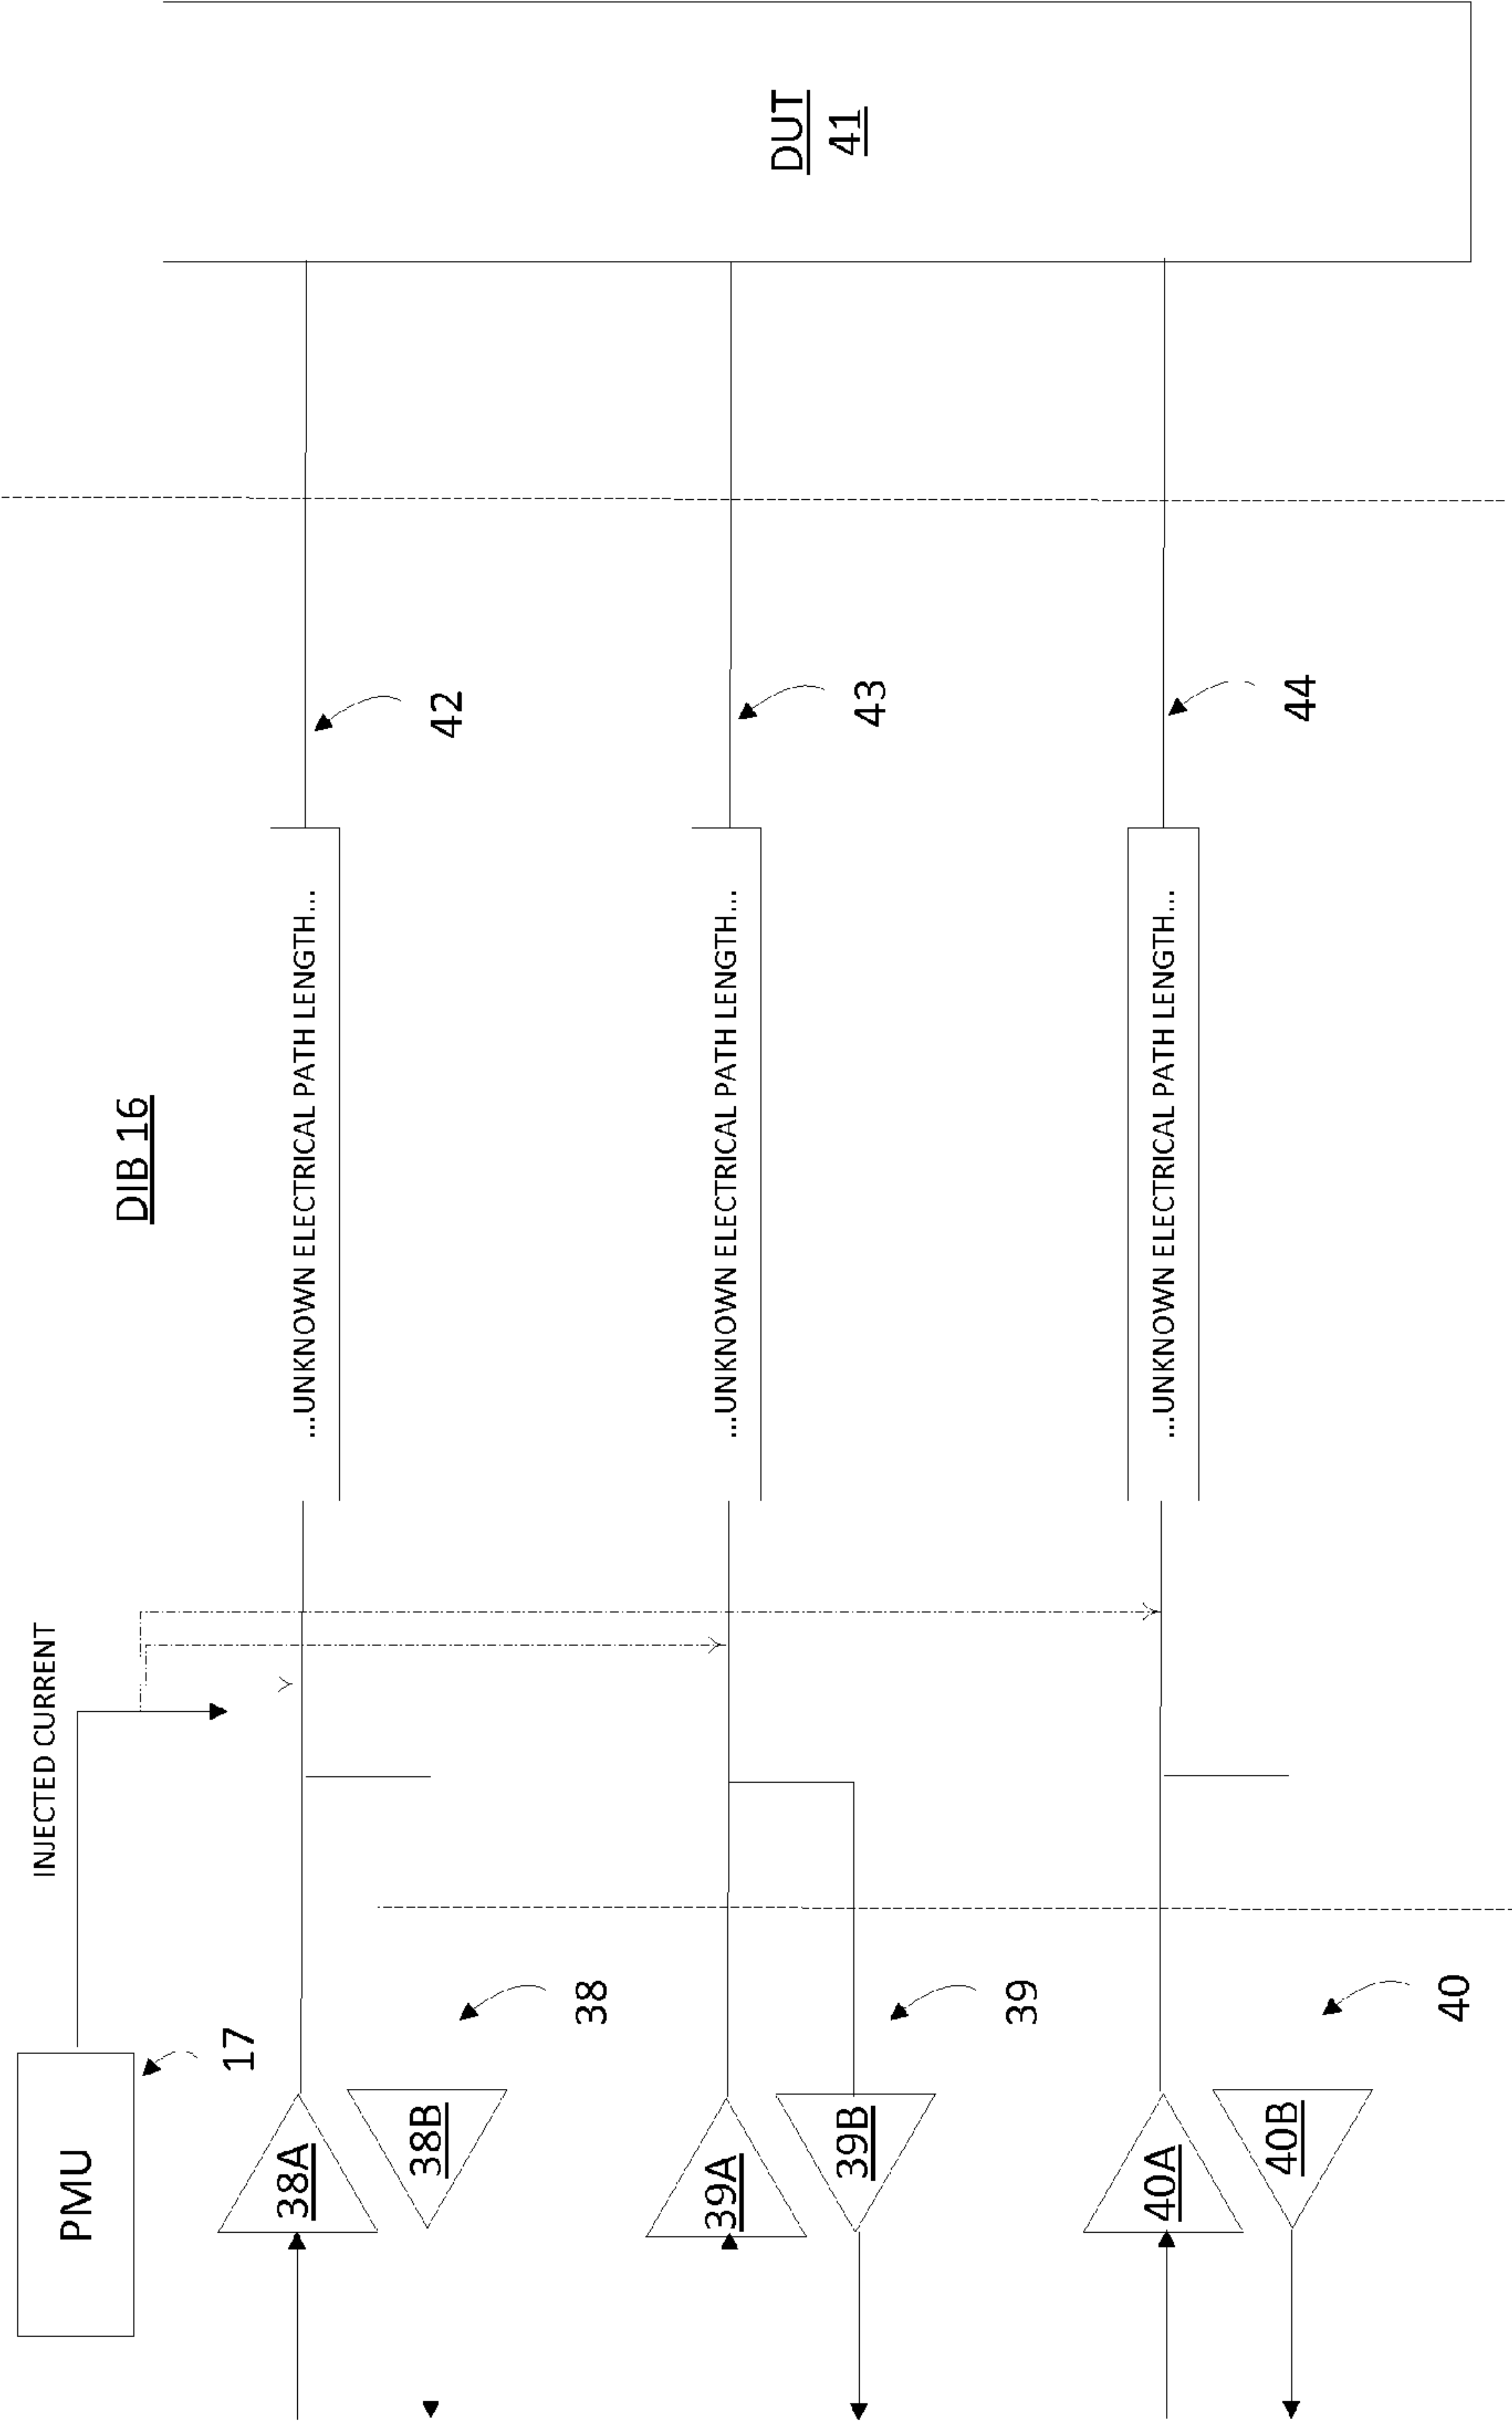 PMU
17
INJECTED CURRENT
DIB 16
38A
38B
38
...UNKNOWN ELECTRICAL PATH LENGTH...
42
39A
39B
39
...UNKNOWN ELECTRICAL PATH LENGTH...
43
40A
40B
40
...UNKNOWN ELECTRICAL PATH LENGTH...
44
DUT
41